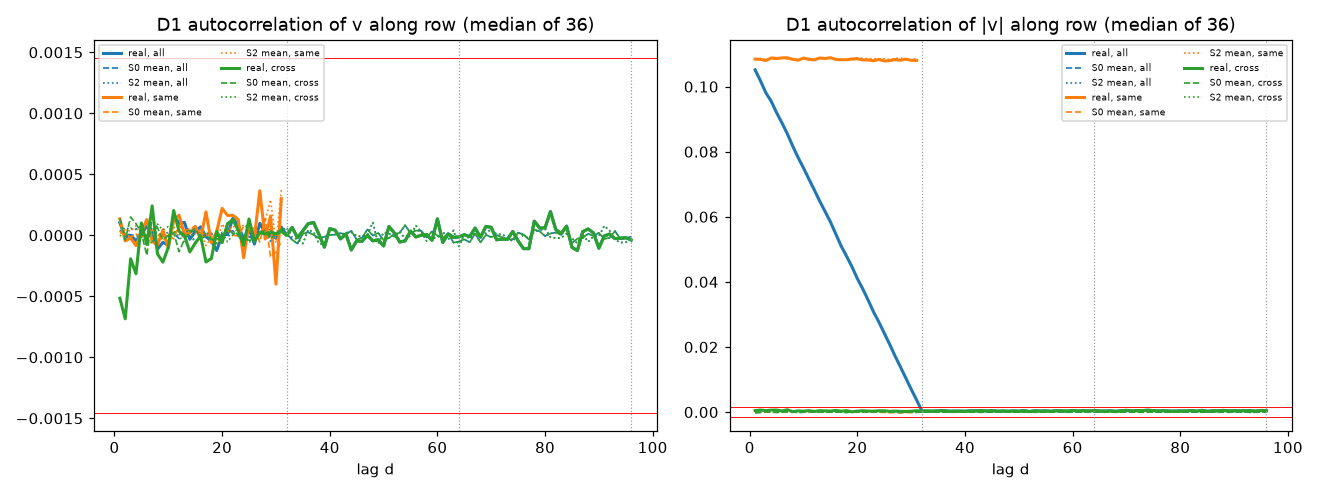 D1 autocorrelation of v along row (median of 36)
real, all
S0 mean, all
S2 mean, all
real, same
S0 mean, same
S2 mean, same
real, cross
S0 mean, cross
S2 mean, cross
0.0015
0.0010
0.0005
0.0000
−0.0005
−0.0010
−0.0015
0
20
40
60
80
100
lag d
D1 autocorrelation of |v| along row (median of 36)
real, all
S0 mean, all
S2 mean, all
real, same
S0 mean, same
S2 mean, same
real, cross
S0 mean, cross
S2 mean, cross
0.10
0.08
0.06
0.04
0.02
0.00
0
20
40
60
80
100
lag d